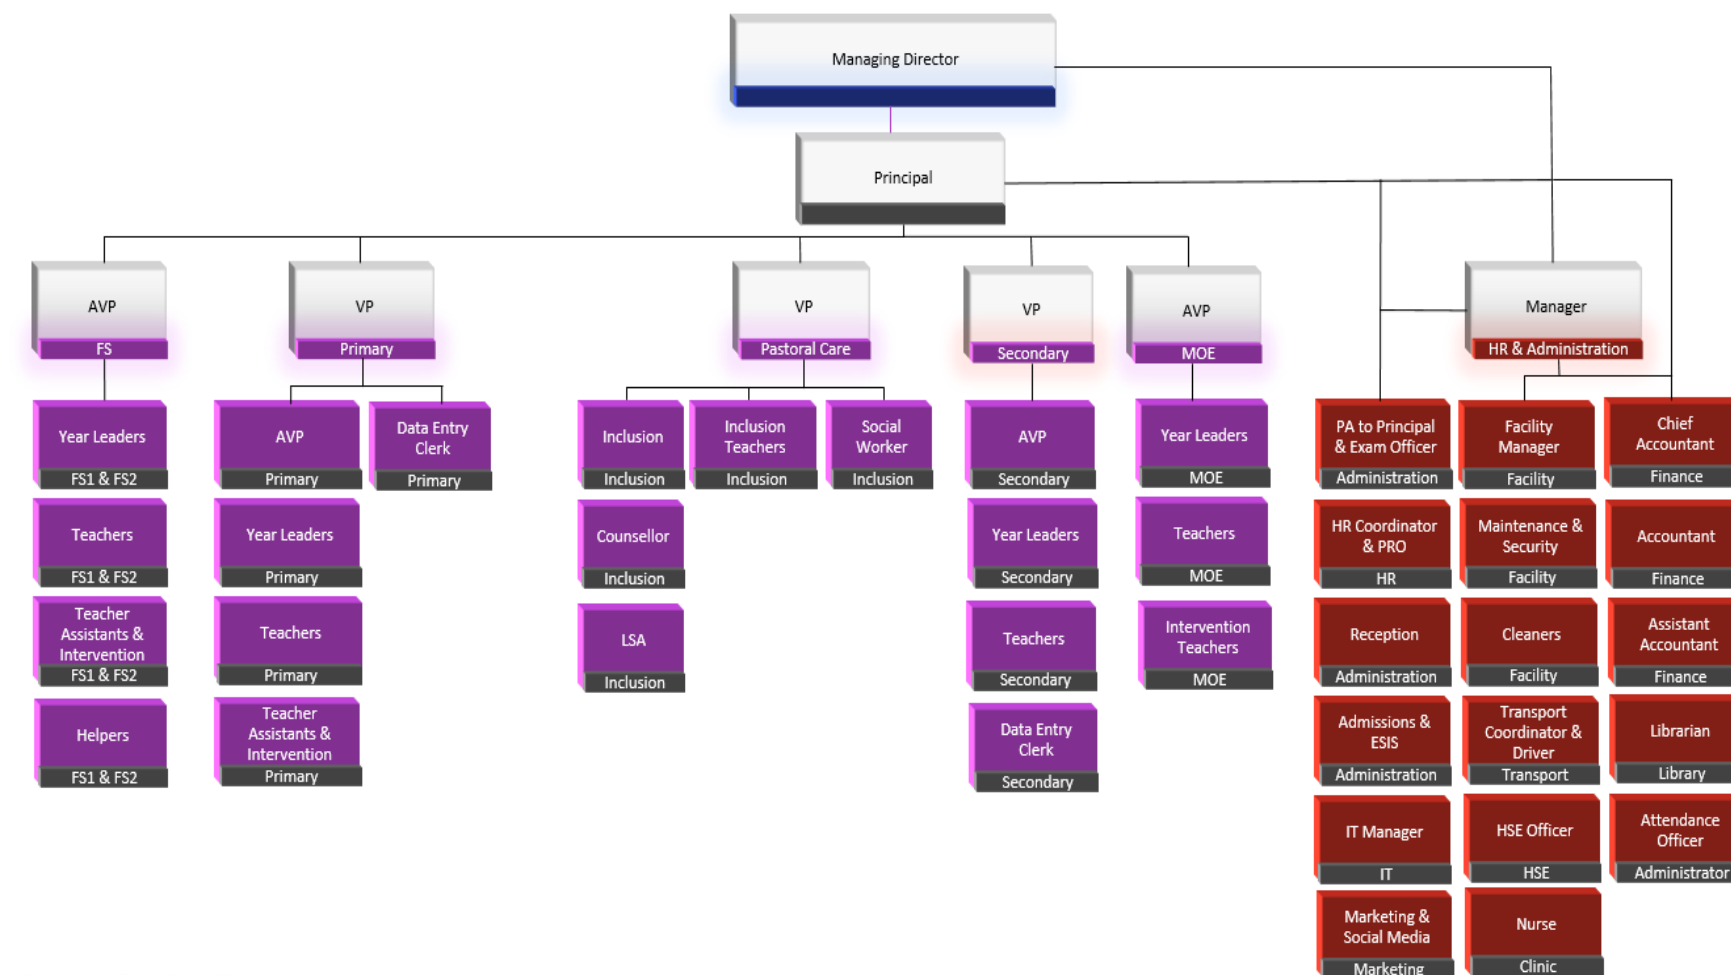 Managing Director
Principal
AVP
FS
VP
Primary
VP
Pastoral Care
VP
Secondary
AVP
MOE
Manager
HR & Administration
Year Leaders
FS1 & FS2
Teachers
FS1 & FS2
Teacher
Assistants &
Intervention
FS1 & FS2
Helpers
FS1 & FS2
AVP
Primary
Data Entry
Clerk
Primary
Year Leaders
Primary
Teachers
Primary
Teacher
Assistants &
Intervention
Primary
Inclusion
Inclusion
Inclusion
Teachers
Inclusion
Social
Worker
Inclusion
Counsellor
Inclusion
LSA
Inclusion
AVP
Secondary
Year Leaders
Secondary
Teachers
Secondary
Data Entry
Clerk
Secondary
Year Leaders
MOE
Teachers
MOE
Intervention
Teachers
MOE
PA to Principal
& Exam Officer
Administration
HR Coordinator
& PRO
HR
Reception
Administration
Admissions &
ESIS
Administration
IT Manager
IT
Marketing &
Social Media
Marketing
Facility
Manager
Facility
Maintenance &
Security
Facility
Cleaners
Facility
Transport
Coordinator &
Driver
Transport
HSE Officer
HSE
Nurse
Clinic
Chief
Accountant
Finance
Accountant
Finance
Assistant
Accountant
Finance
Librarian
Library
Attendance
Officer
Administrator